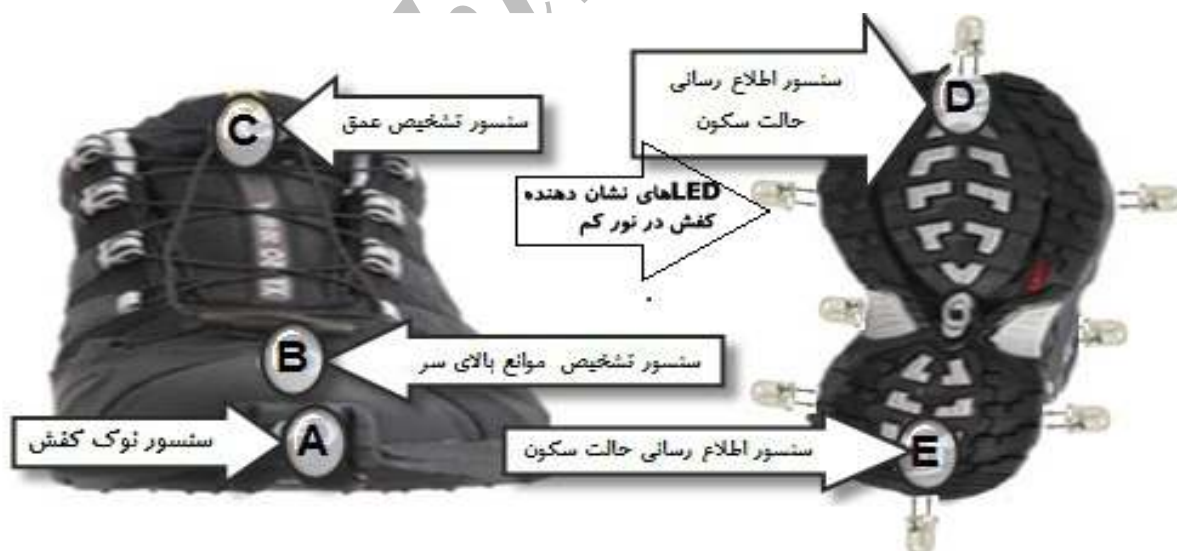 سنسور اطلاع رسانی
حالت سکون
D
C
سنسور تشخیص عمق
LEDهای نشان دهنده
کفش در نور کم
B
سنسور تشخیص موانع بالای سر
A
سنسور نوک کفش
سنسور اطلاع رسانی حالت سکون
E